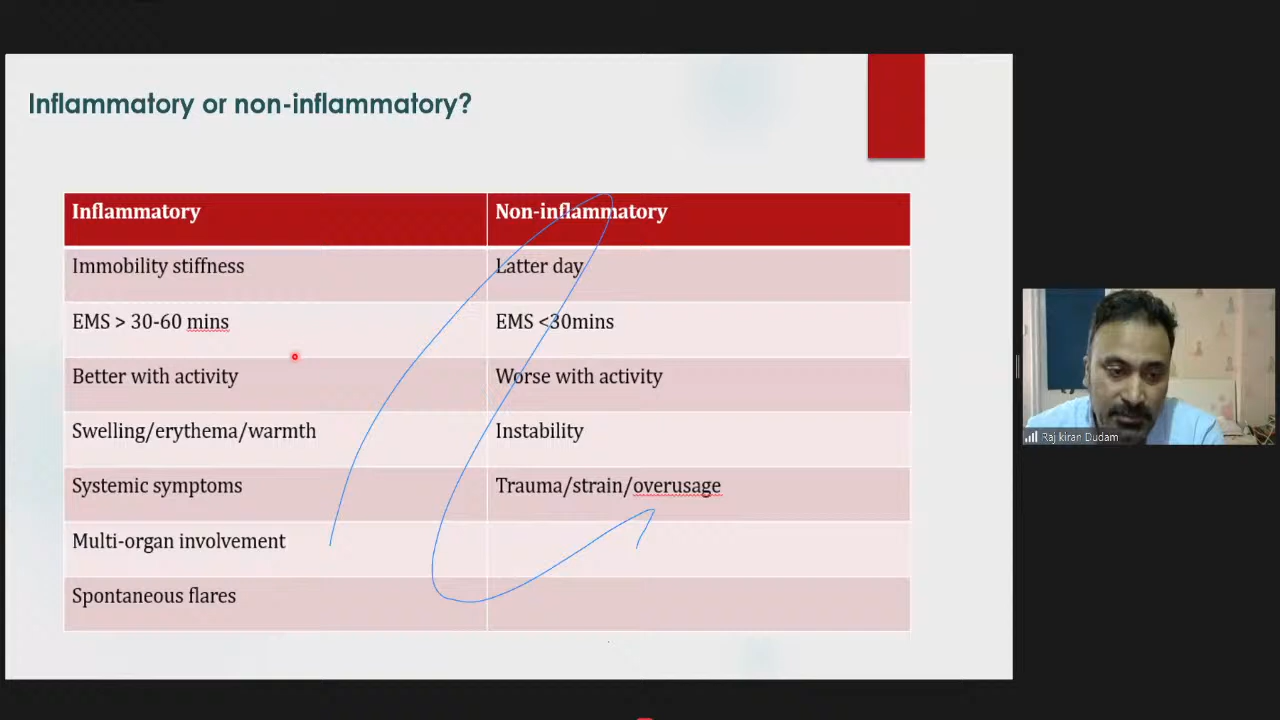 Inflammatory or non-inflammatory?
Inflammatory Non-inflammatory
Immobility stiffness Latter day
EMS > 30-60 mins EMS <30mins
Better with activity Worse with activity
Swelling/erythema/warmth Instability
Systemic symptoms Trauma/strain/overusage
Multi-organ involvement
Spontaneous flares
Raj kiran Dudam